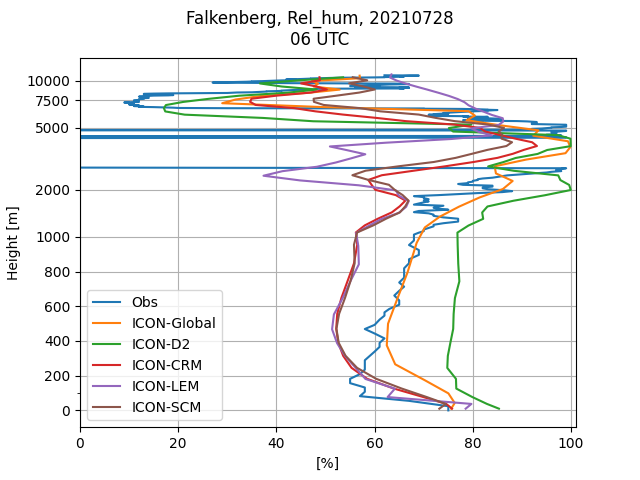 Falkenberg, Rel_hum, 20210728
06 UTC
Height [m]
10000
7500
5000
2000
1000
800
600
400
200
0
Obs
ICON-Global
ICON-D2
ICON-CRM
ICON-LEM
ICON-SCM
0 20 40 60 80 100
[%]